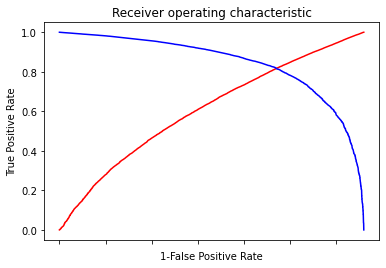 Receiver operating characteristic
1.0
0.8
0.6
0.4
0.2
0.0
True Positive Rate
1-False Positive Rate